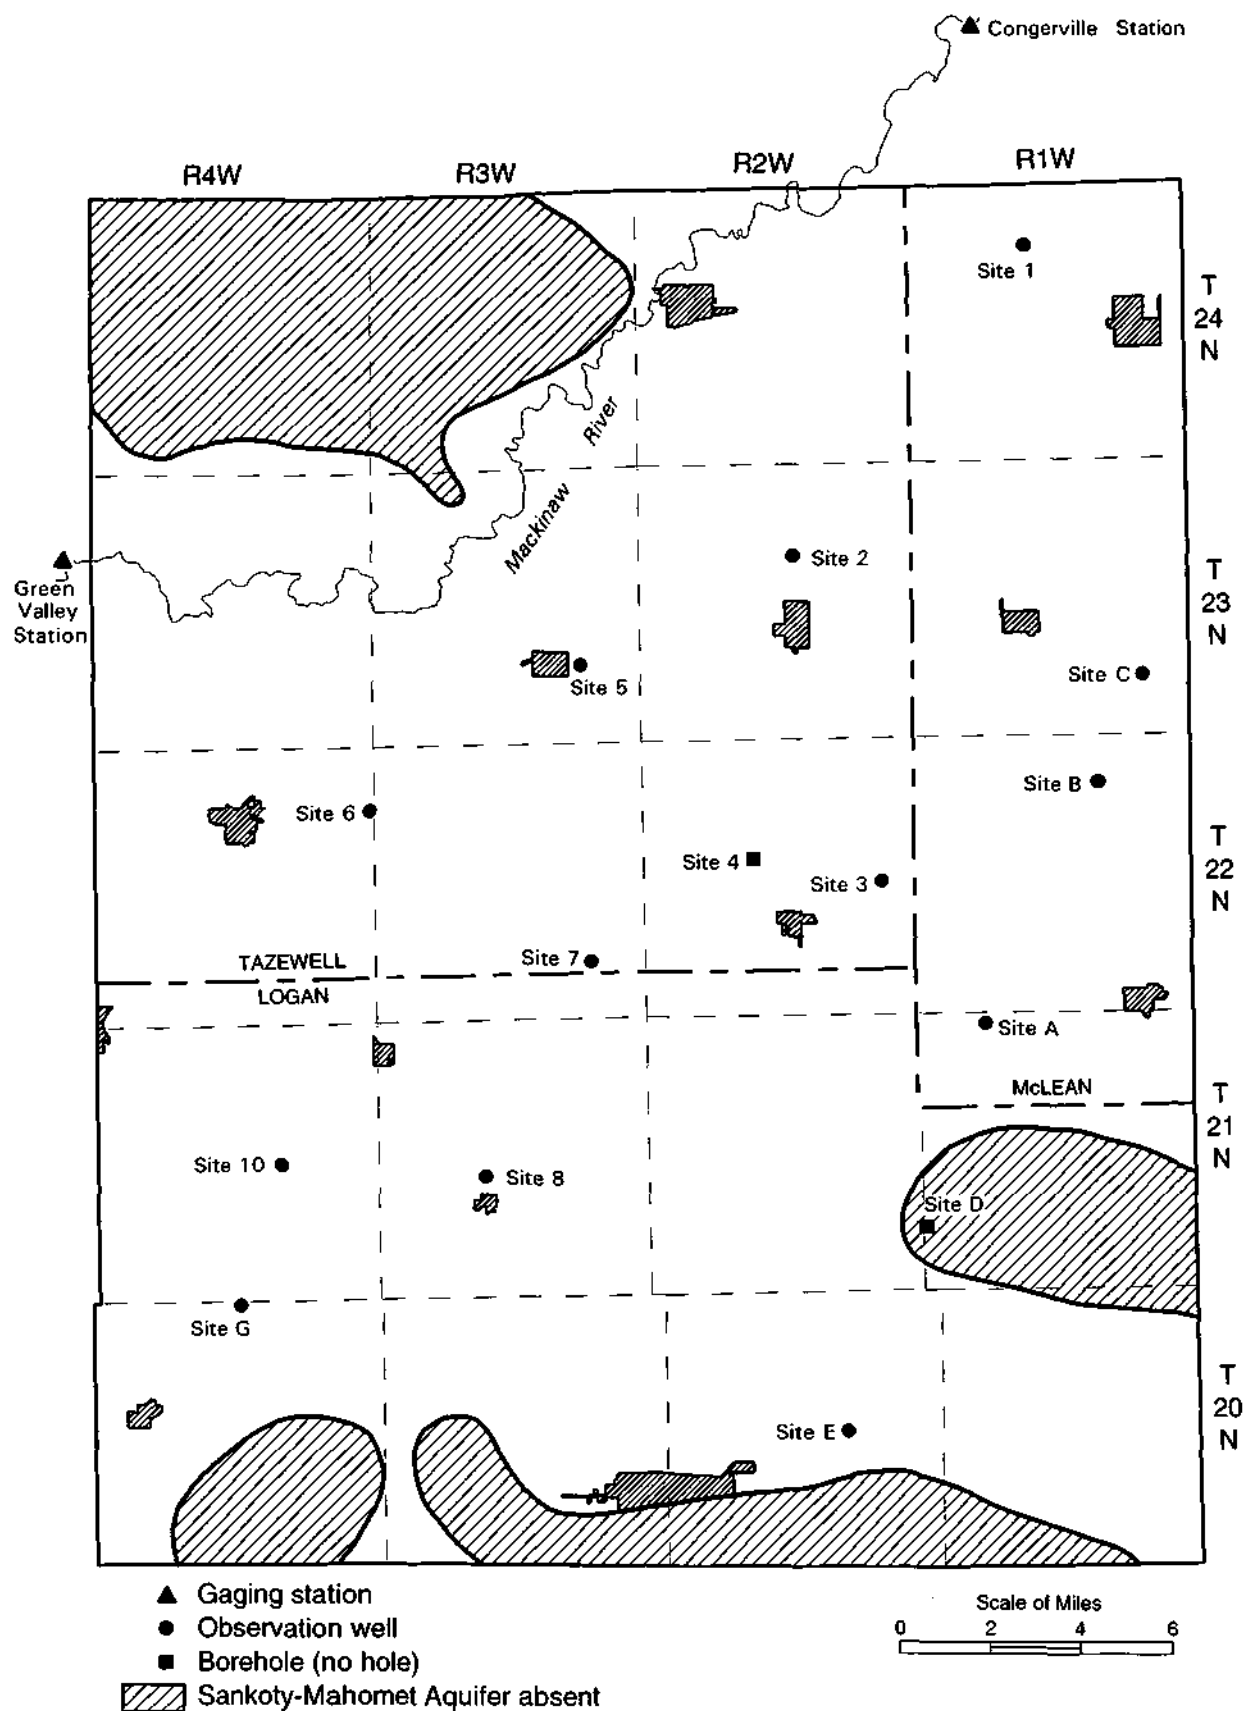 Congerville Station
R4W
R3W
R2W
R1W
Site 1
T
24
N
River
Mackinaw
Site 2
Green
Valley
Station
T
23
N
Site 5
Site C
Site B
Site 6
Site 4
Site 3
T
22
N
Site 7
TAZEWELL
LOGAN
Site A
McLEAN
T
21
N
Site 10
Site 8
Site D
Site G
T
20
N
Site E
Gaging station
Observation well
Borehole (no hole)
Sankoty-Mahomet Aquifer absent
Scale of Miles
0 2 4 6